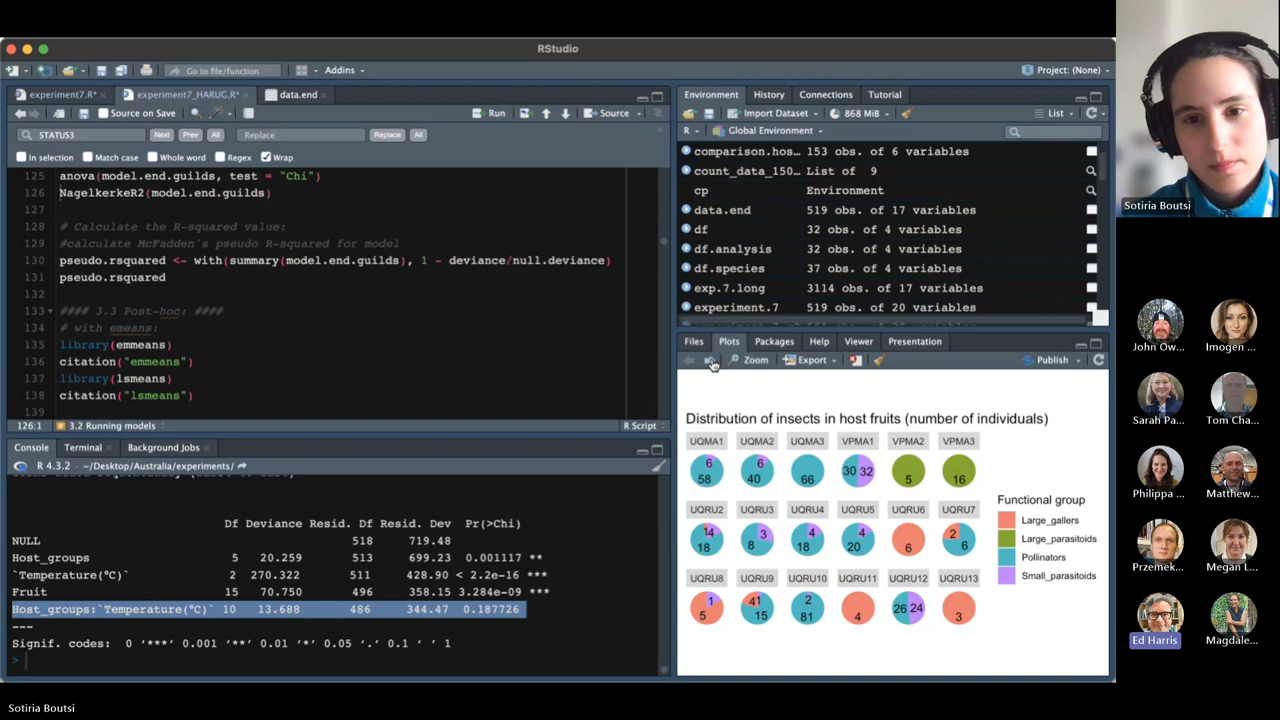 RStudio
Go to file/function
Addins
Project: (None)
experiment7.R*
experiment7_HARUG.R*
data.end
Source on Save
Run
Source
STATUS3
Next
Prev
All
Replace
Replace
All
In selection
Match case
Whole word
Regex
Wrap
125 anova(model.end.guilds, test = "Chi")
126 NagelkerkeR2(model.end.guilds)
127
128 # Calculate the R-squared value:
129 #calculate McFadden's pseudo R-squared for model
130 pseudo.rsquared <- with(summary(model.end.guilds), 1 - deviance/null.deviance)
131 pseudo.rsquared
132
133 #### 3.3 Post-hoc: ####
134 # with emeans:
135 library(emmeans)
136 citation("emmeans")
137 library(lsmeans)
138 citation("lsmeans")
139
126:1
3.2 Running models
R Script
Console
Terminal
Background Jobs
R 4.3.2 · ~/Desktop/Australia/experiments/
Df Deviance Resid. Df Resid. Dev Pr(>Chi)
NULL 518 719.48
Host_groups 5 20.259 513 699.23 0.001117 **
`Temperature(°C)` 2 270.322 511 428.90 < 2.2e-16 ***
Fruit 15 70.750 496 358.15 3.284e-09 ***
Host_groups:`Temperature(°C)` 10 13.688 486 344.47 0.187726
---
Signif. codes: 0 ‘***’ 0.001 ‘**’ 0.01 ‘*’ 0.05 ‘.’ 0.1 ‘ ’ 1
>
Environment
History
Connections
Tutorial
Import Dataset
868 MiB
List
R
Global Environment
comparison.hos… 153 obs. of 6 variables
count_data_150… List of 9
cp Environment
data.end 519 obs. of 17 variables
df 32 obs. of 4 variables
df.analysis 32 obs. of 4 variables
df.species 37 obs. of 4 variables
exp.7.long 3114 obs. of 17 variables
experiment.7 519 obs. of 20 variables
Files
Plots
Packages
Help
Viewer
Presentation
Zoom
Export
Publish
Distribution of insects in host fruits (number of individuals)
UQMA1 UQMA2 UQMA3 VPMA1 VPMA2 VPMA3
6 58 6 40 66 30 32 5 16
UQRU2 UQRU3 UQRU4 UQRU5 UQRU6 UQRU7
14 18 3 8 4 18 4 20 6 2 6
UQRU8 UQRU9 UQRU10 UQRU11 UQRU12 UQRU13
1 5 41 15 2 81 4 26 24 3
Functional group
Large_gallers
Large_parasitoids
Pollinators
Small_parasitoids
Sotiria Boutsi
John Ow...
Imogen ...
Sarah Pa...
Tom Cha...
Philippa ...
Matthew...
Przemek...
Megan L...
Ed Harris
Magdale...
Sotiria Boutsi